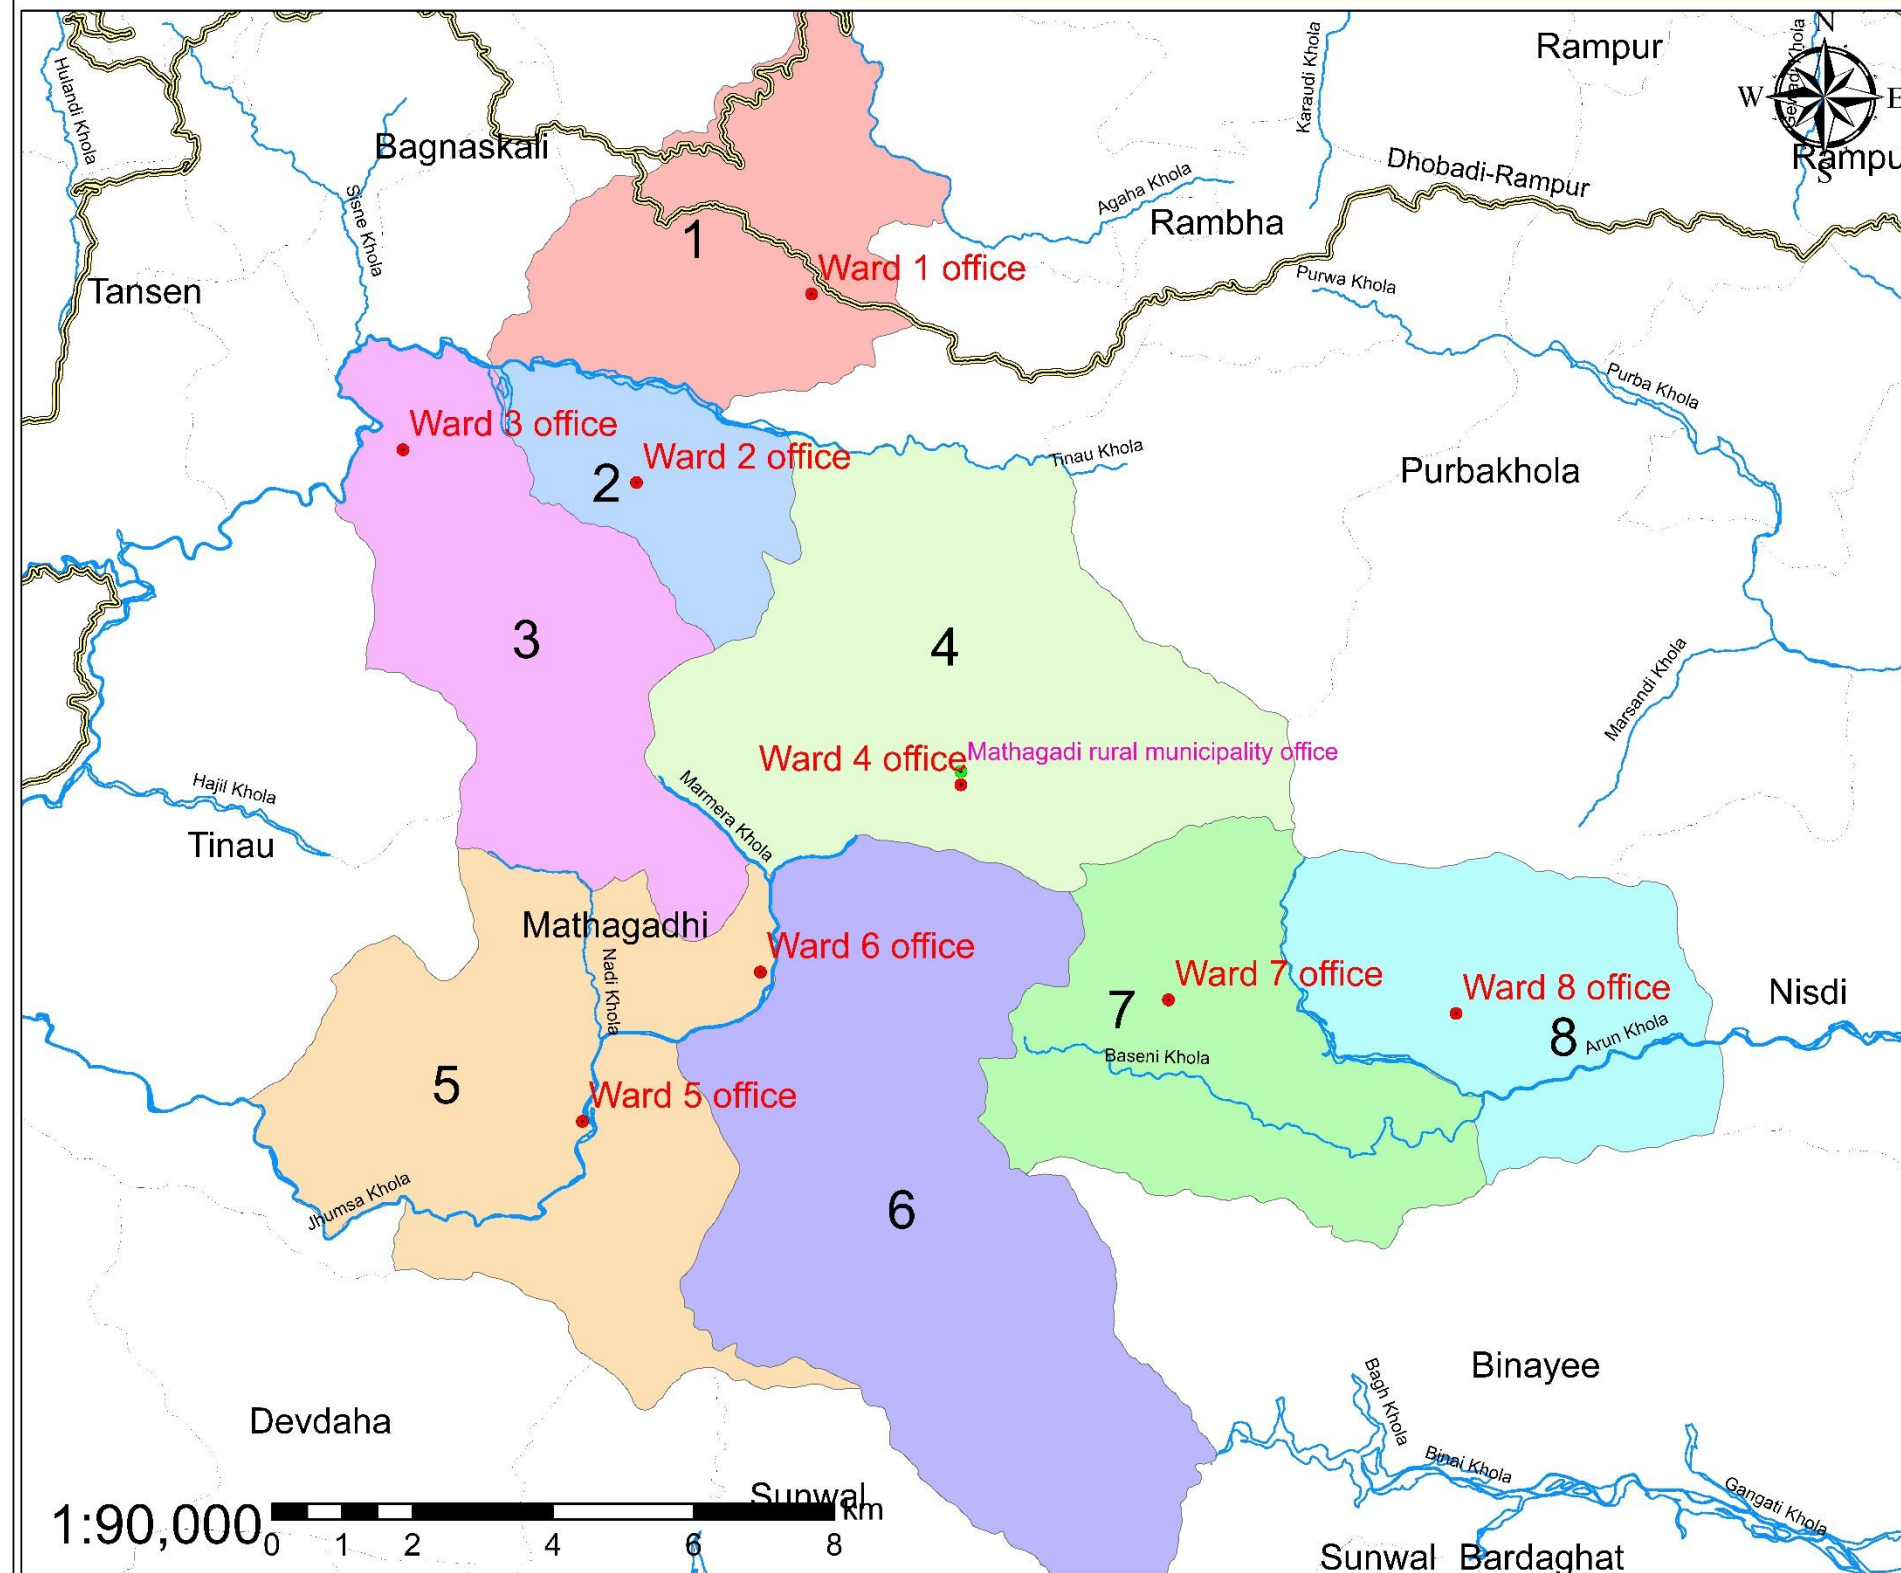 N
W
E
S
Gejwadi Khola
Rampur
Rampu
Karaudi Khola
Hulandi Khola
Bagnaskali
Sisne Khola
Dhobadi-Rampur
Agaha Khola
Rambha
1
Ward 1 office
Purwa Khola
Tansen
Purba Khola
Ward 3 office
Ward 2 office
2
Tinau Khola
Purbakhola
3
4
Marsandi Khola
Ward 4 office
Mathagadi rural municipality office
Marmera Khola
Hajil Khola
Tinau
Mathagadhi
Nadi Khola
Ward 6 office
Ward 7 office
7
Ward 8 office
8
Arun Khola
Nisdi
Baseni Khola
5
Ward 5 office
Jhumsa Khola
6
Binayee
Bagh Khola
Devdaha
Binai Khola
Gangati Khola
Sunwal
1:90,000
km
0 1 2 4 6 8
Sunwal
Bardaghat